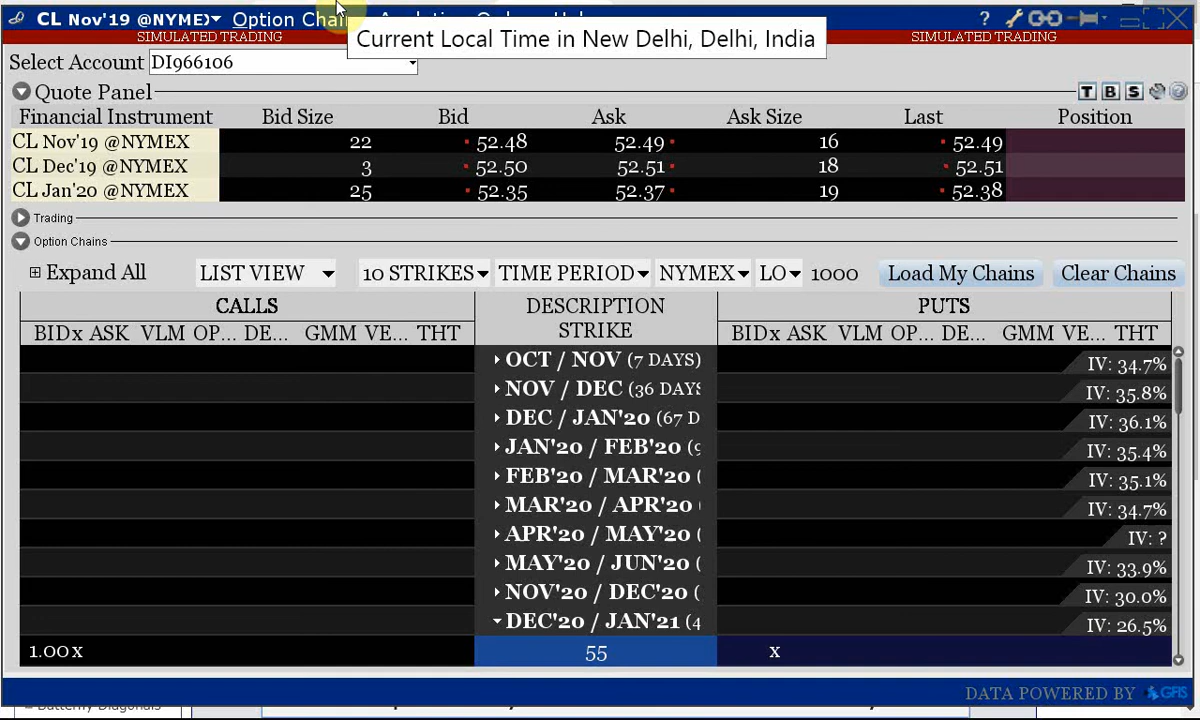 CL Nov'19 @NYMEX Option Chain
Current Local Time in New Delhi, Delhi, India
SIMULATED TRADING SIMULATED TRADING
Select Account DI966106
Quote Panel T B S
Financial Instrument Bid Size Bid Ask Ask Size Last Position
CL Nov'19 @NYMEX 22 52.48 52.49 16 52.49
CL Dec'19 @NYMEX 3 52.50 52.51 18 52.51
CL Jan'20 @NYMEX 25 52.35 52.37 19 52.38
Trading
Option Chains
Expand All LIST VIEW 10 STRIKES TIME PERIOD NYMEX LO 1000 Load My Chains Clear Chains
CALLS DESCRIPTION PUTS
STRIKE
BIDx ASK VLM OP... DE... GMM VE... THT BIDx ASK VLM OP... DE... GMM VE... THT
OCT / NOV (7 DAYS) IV: 34.7%
NOV / DEC (36 DAYS IV: 35.8%
DEC / JAN'20 (67 D IV: 36.1%
JAN'20 / FEB'20 (9 IV: 35.4%
FEB'20 / MAR'20 ( IV: 35.1%
MAR'20 / APR'20 ( IV: 34.7%
APR'20 / MAY'20 ( IV: ?
MAY'20 / JUN'20 ( IV: 33.9%
NOV'20 / DEC'20 ( IV: 30.0%
DEC'20 / JAN'21 (4 IV: 26.5%
1.00 x 55 x
DATA POWERED BY GFIS
Butterfly Diagonals